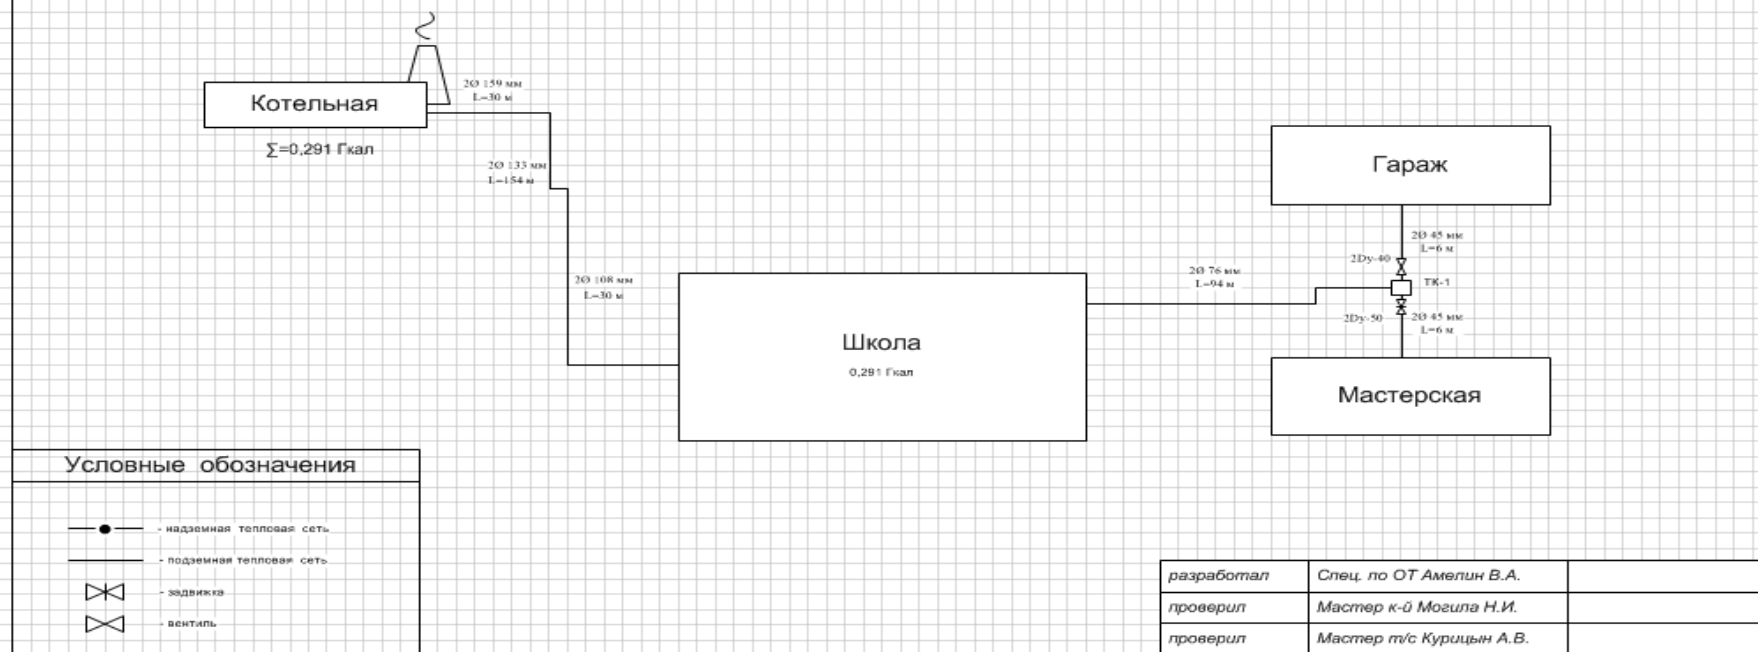 2Ø 159 мм
L=30 м
Котельная
∑=0,291 Гкал
2Ø 133 мм
L=154 м
2Ø 108 мм
L=30 м
Школа
0,291 Гкал
2Ø 76 мм
L=94 м
Гараж
2Ø 45 мм
L=6 м
2Dy-40
ТК-1
2Dy-50
2Ø 45 мм
L=6 м
Мастерская
Условные обозначения
- надземная тепловая сеть
- подземная тепловая сеть
- задвижка
- вентиль
разработал Спец. по ОТ Амелин В.А.
проверил Мастер к-й Могила Н.И.
проверил Мастер т/с Курицын А.В.